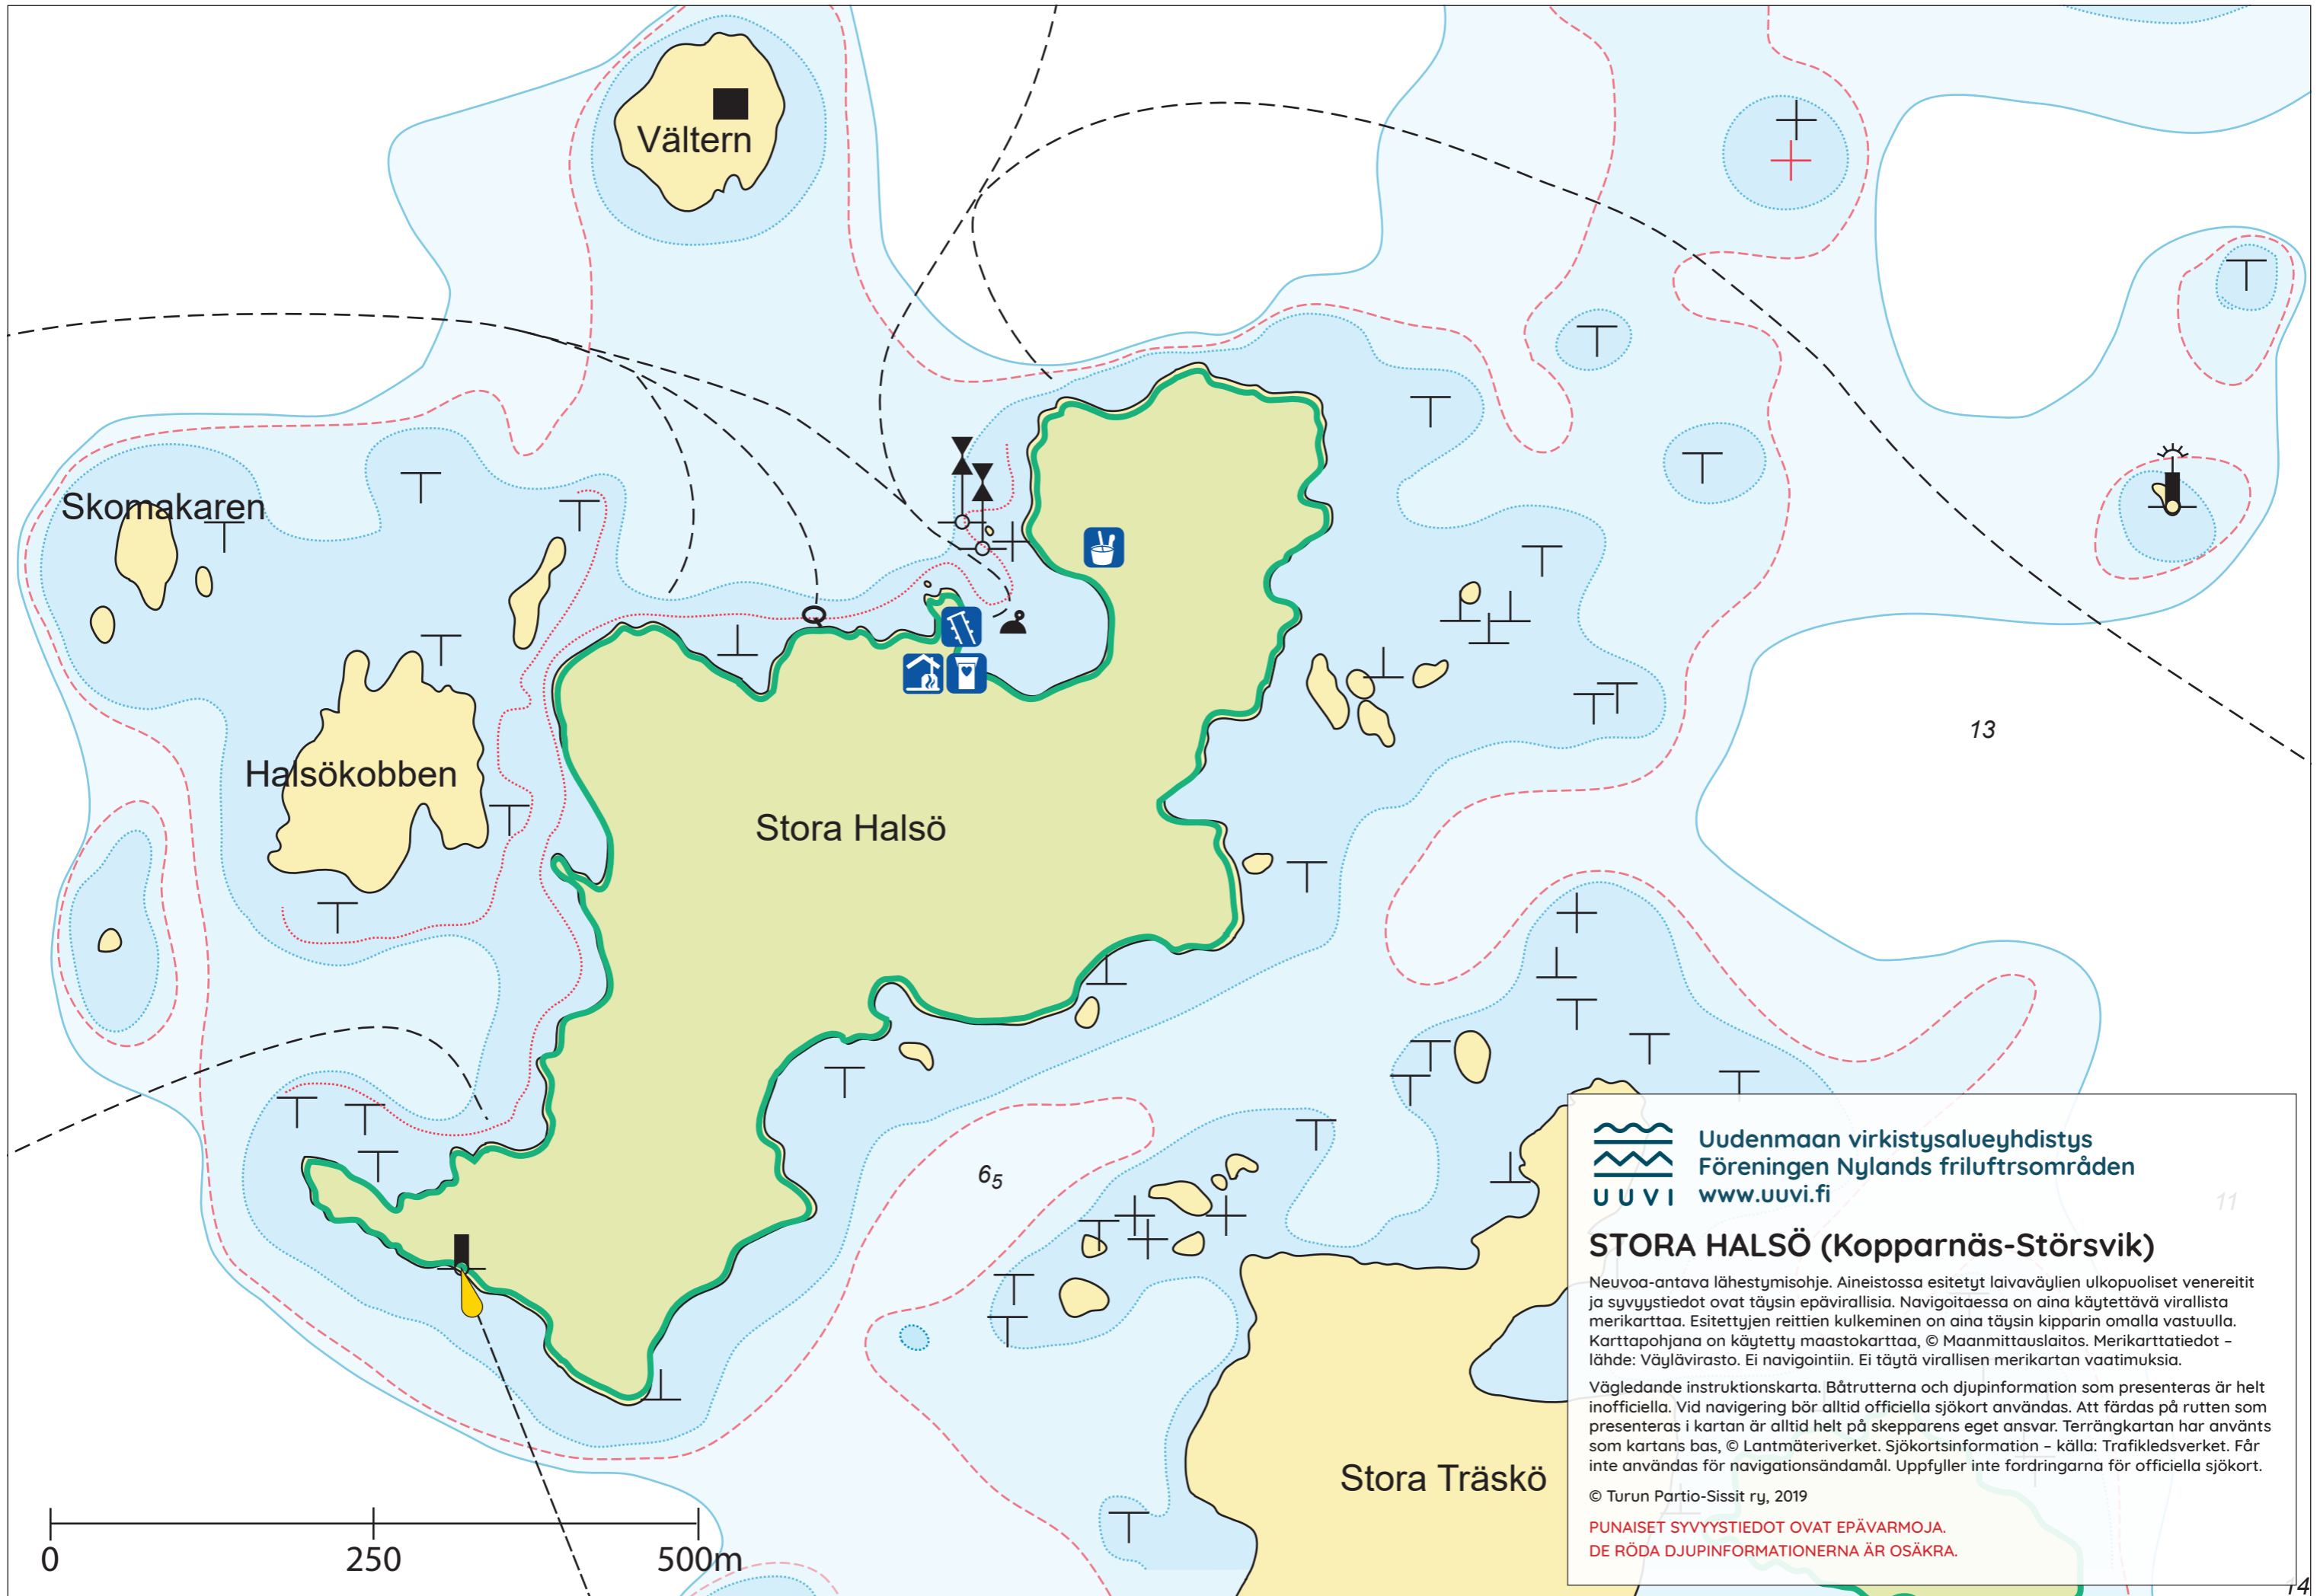 Vältern
Skomakaren
Halsökobben
Stora Halsö
13
6₅
Stora Träskö
11
14
0 250 500m
UUVI
Uudenmaan virkistysalueyhdistys
Föreningen Nylands friluftrsområden
www.uuvi.fi
STORA HALSÖ (Kopparnäs-Störsvik)
Neuvoa-antava lähestymisohje. Aineistossa esitetyt laivaväylien ulkopuoliset venereitit
ja syvyystiedot ovat täysin epävirallisia. Navigoitaessa on aina käytettävä virallista
merikarttaa. Esitettyjen reittien kulkeminen on aina täysin kipparin omalla vastuulla.
Karttapohjana on käytetty maastokarttaa, © Maanmittauslaitos. Merikarttatiedot –
lähde: Väylävirasto. Ei navigointiin. Ei täytä virallisen merikartan vaatimuksia.
Vägledande instruktionskarta. Båtrutterna och djupinformation som presenteras är helt
inofficiella. Vid navigering bör alltid officiella sjökort användas. Att färdas på rutten som
presenteras i kartan är alltid helt på skepparens eget ansvar. Terrängkartan har använts
som kartans bas, © Lantmäteriverket. Sjökortsinformation – källa: Trafikledsverket. Får
inte användas för navigationsändamål. Uppfyller inte fordringarna för officiella sjökort.
© Turun Partio-Sissit ry, 2019
PUNAISET SYVYYSTIEDOT OVAT EPÄVARMOJA.
DE RÖDA DJUPINFORMATIONERNA ÄR OSÄKRA.